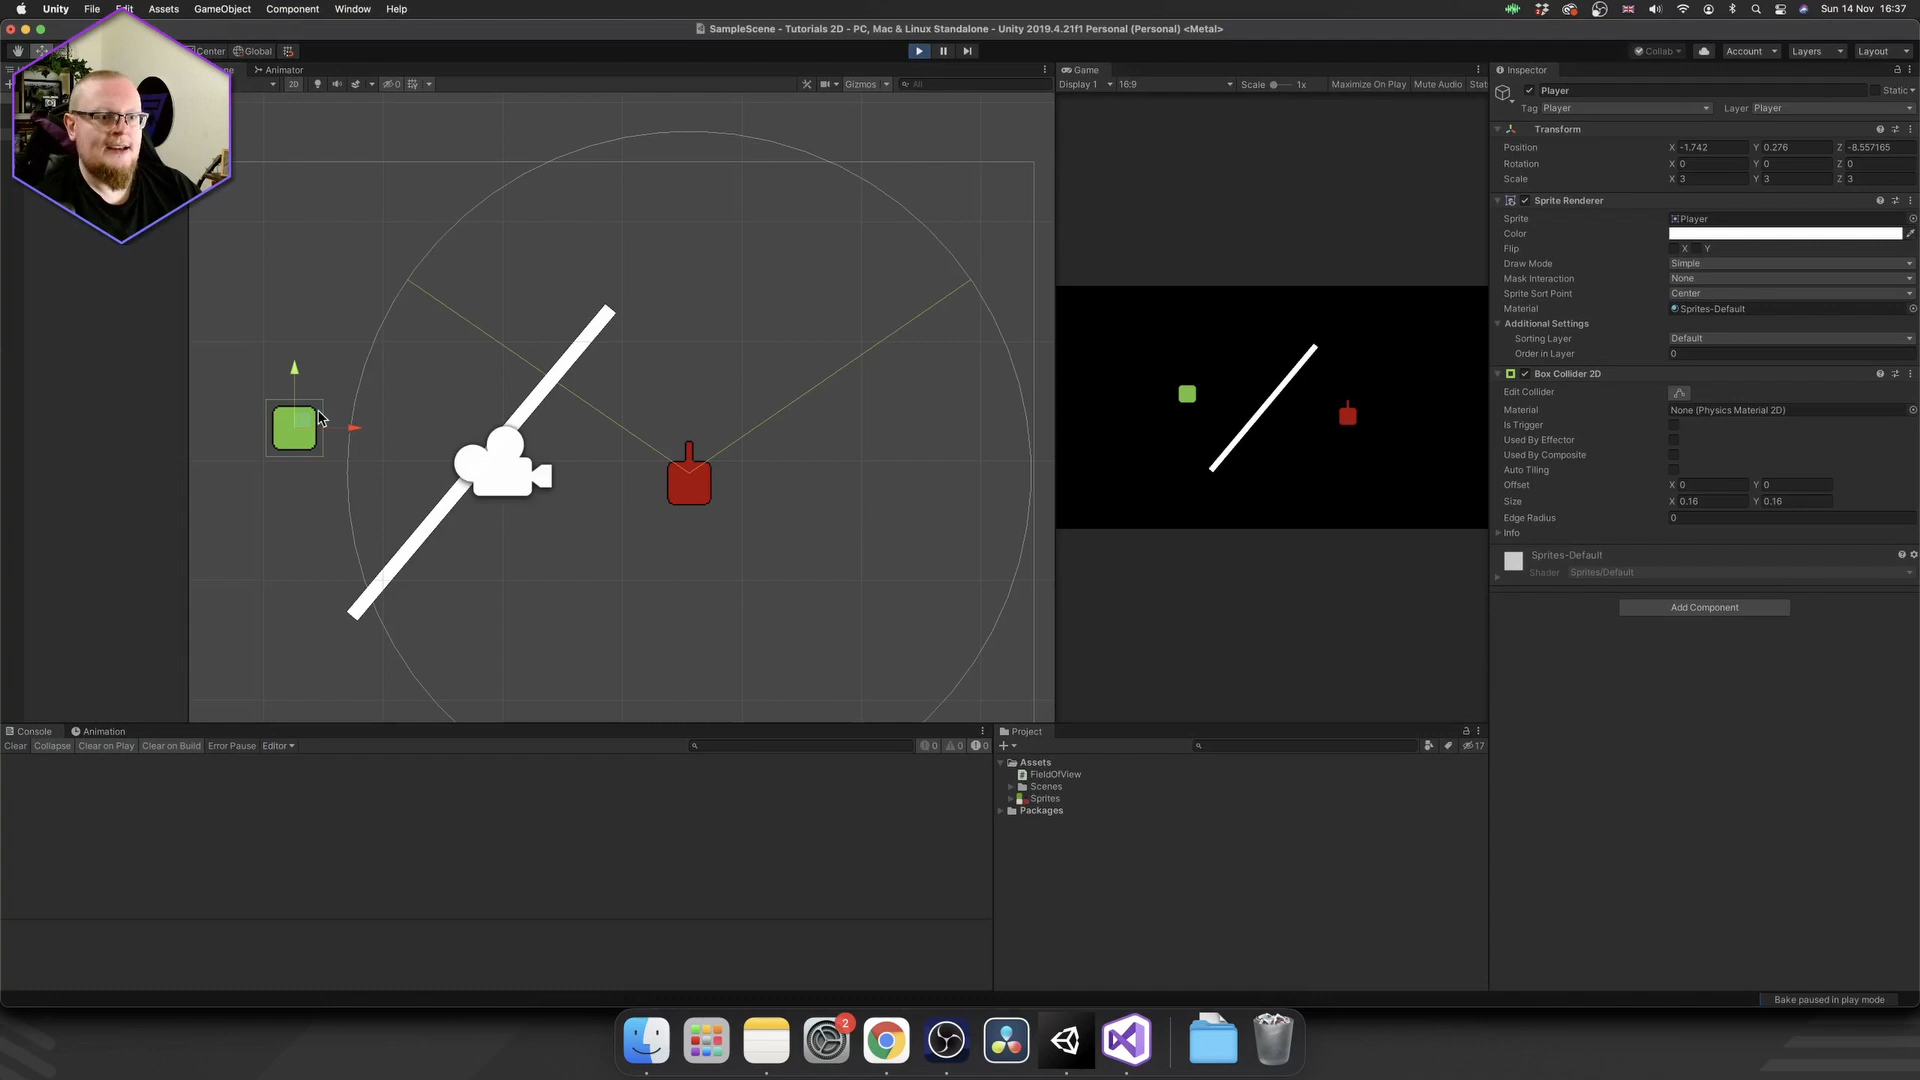 Unity File Edit Assets GameObject Component Window Help Sun 14 Nov 16:37
SampleScene - Tutorials 2D - PC, Mac & Linux Standalone - Unity 2019.4.21f1 Personal (Personal) <Metal>
Center Global Collab Account Layers Layout
Animator Game Inspector
2D 0 Gizmos All Display 1 16:9 Scale 1x Maximize On Play Mute Audio Stat
Player Static
Tag Player Layer Player
Transform
Position X -1.742 Y 0.276 Z -8.557165
Rotation X 0 Y 0 Z 0
Scale X 3 Y 3 Z 3
Sprite Renderer
Sprite Player
Color
Flip X Y
Draw Mode Simple
Mask Interaction None
Sprite Sort Point Center
Material Sprites-Default
Additional Settings
Sorting Layer Default
Order in Layer 0
Box Collider 2D
Edit Collider
Material None (Physics Material 2D)
Is Trigger
Used By Effector
Used By Composite
Auto Tiling
Offset X 0 Y 0
Size X 0.16 Y 0.16
Edge Radius 0
Info
Sprites-Default
Shader Sprites/Default
Add Component
Console Animation Project
Clear Collapse Clear on Play Clear on Build Error Pause Editor 0 0 0 17
Assets
FieldOfView
Scenes
Sprites
Packages
Bake paused in play mode
2